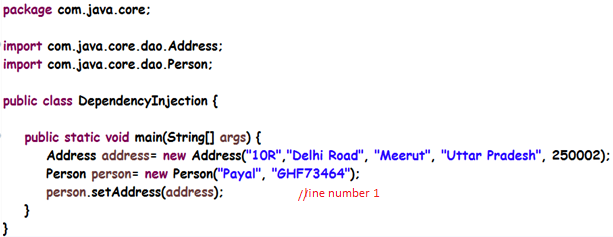 package com.java.core;
import com.java.core.dao.Address;
import com.java.core.dao.Person;
public class DependencyInjection {
public static void main(String[] args) {
Address address= new Address("10R","Delhi Road", "Meerut", "Uttar Pradesh", 250002);
Person person= new Person("Payal", "GHF73464");
person.setAddress(address); //line number 1
}
}